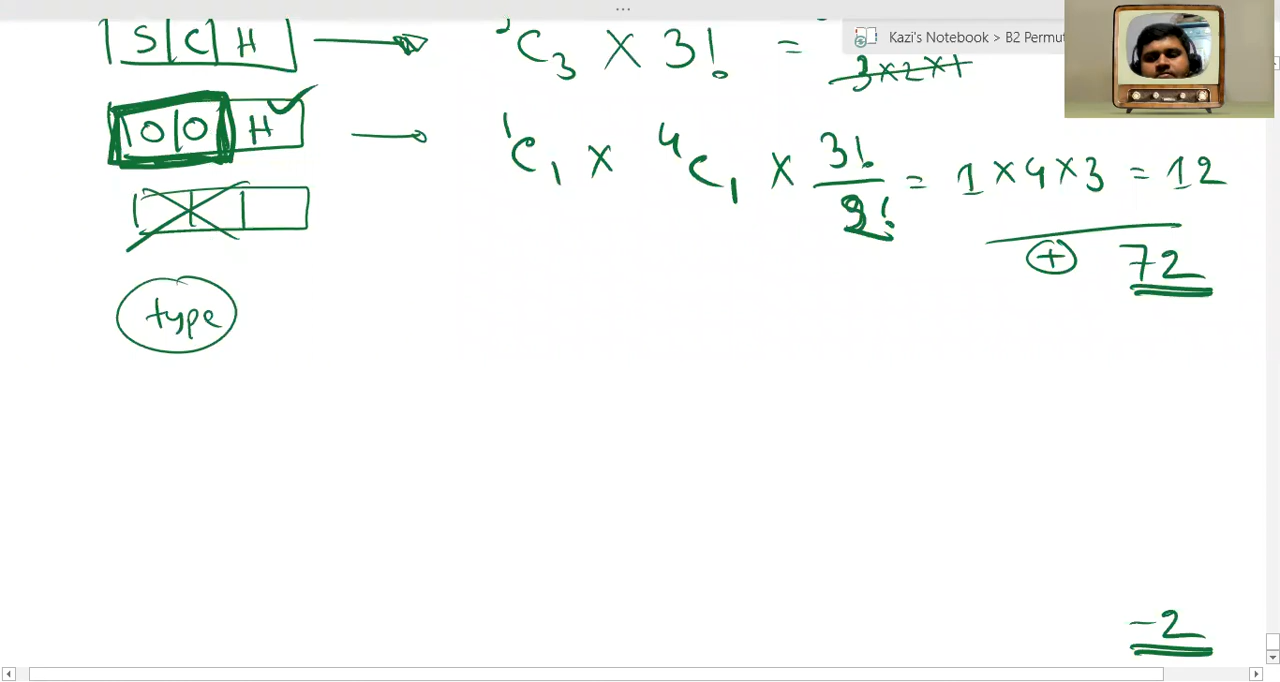 Kazi's Notebook > B2 Permut
S C H → C₃ × 3! =
3×2×1
O O H → ¹C₁ × ⁴C₁ × 3!/2! = 1 × 4 × 3 = 12
+ 72
type
-2